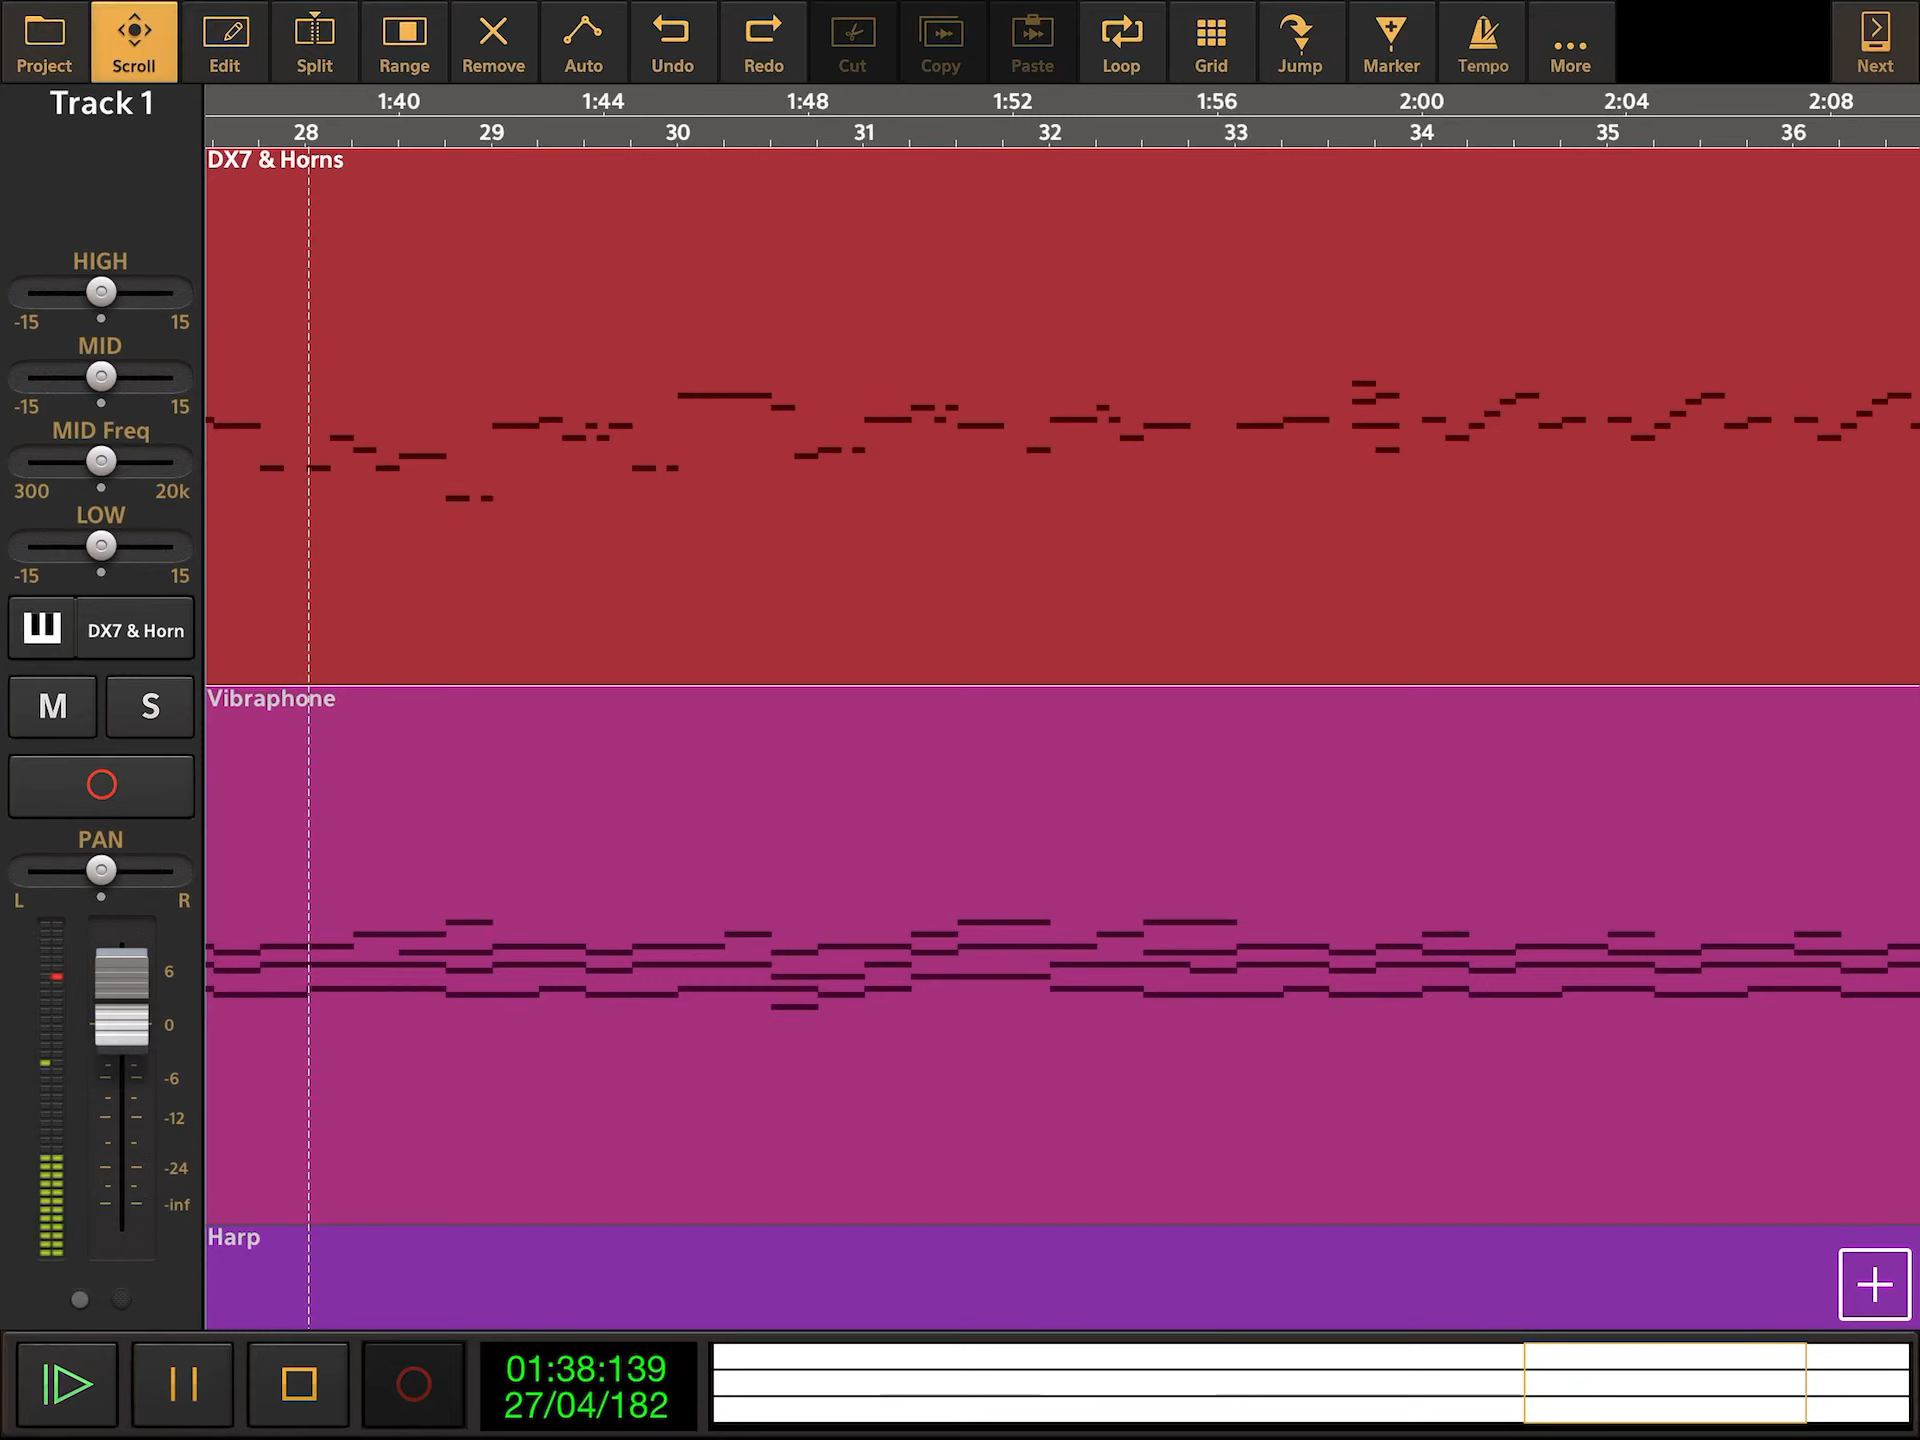 Project Scroll Edit Split Range Remove Auto Undo Redo Cut Copy Paste Loop Grid Jump Marker Tempo More Next
Track 1
1:40 1:44 1:48 1:52 1:56 2:00 2:04 2:08
28 29 30 31 32 33 34 35 36
DX7 & Horns
HIGH
-15 15
MID
-15 15
MID Freq
300 20k
LOW
-15 15
DX7 & Horn
M S
Vibraphone
PAN
L R
6
0
-6
-12
-24
-inf
Harp
01:38:139
27/04/182